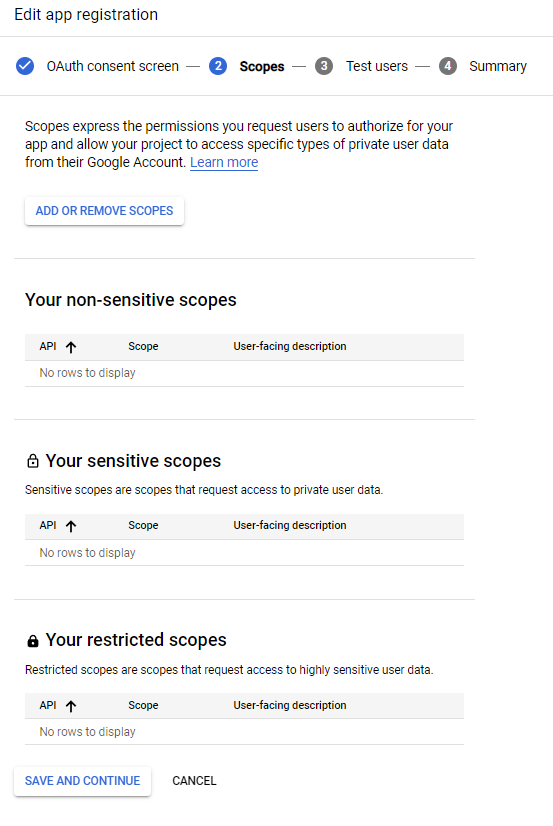 Edit app registration
OAuth consent screen — 2 Scopes — 3 Test users — 4 Summary
Scopes express the permissions you request users to authorize for your
app and allow your project to access specific types of private user data
from their Google Account. Learn more
ADD OR REMOVE SCOPES
Your non-sensitive scopes
API Scope User-facing description
No rows to display
Your sensitive scopes
Sensitive scopes are scopes that request access to private user data.
API Scope User-facing description
No rows to display
Your restricted scopes
Restricted scopes are scopes that request access to highly sensitive user data.
API Scope User-facing description
No rows to display
SAVE AND CONTINUE CANCEL